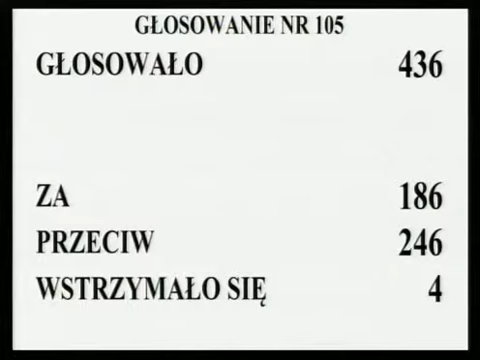 GŁOSOWANIE NR 105
GŁOSOWAŁO 436
ZA 186
PRZECIW 246
WSTRZYMAŁO SIĘ 4